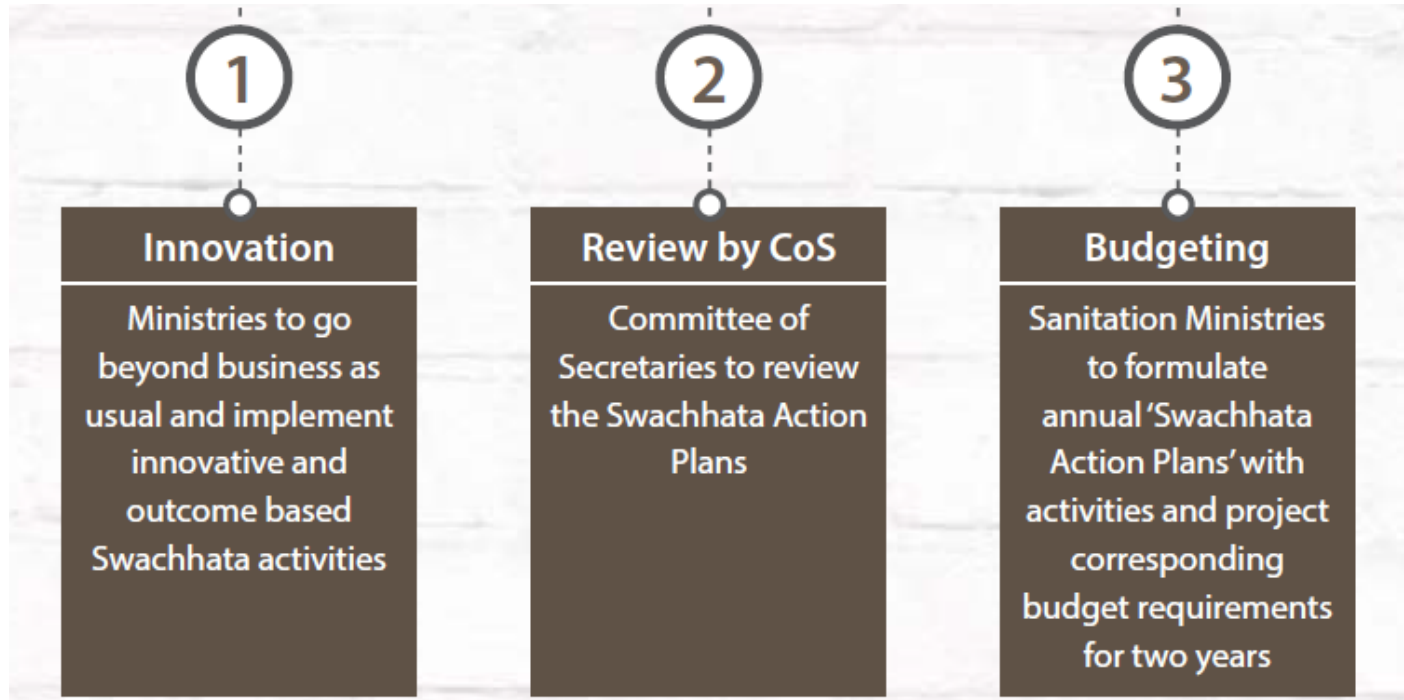 1
Innovation
Ministries to go
beyond business as
usual and implement
innovative and
outcome based
Swachhata activities
2
Review by CoS
Committee of
Secretaries to review
the Swachhata Action
Plans
3
Budgeting
Sanitation Ministries
to formulate
annual ‘Swachhata
Action Plans’ with
activities and project
corresponding
budget requirements
for two years